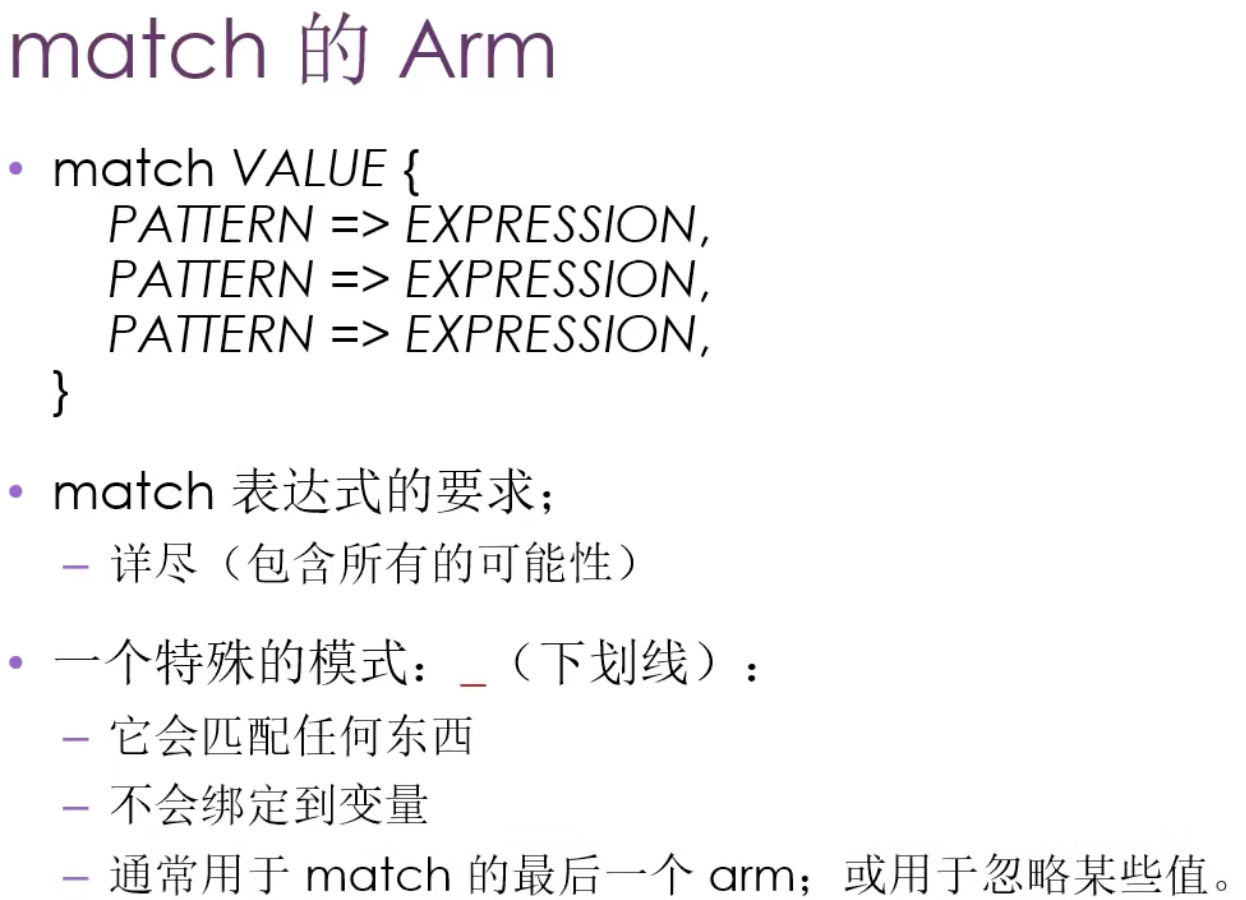 match 的 Arm
• match VALUE {
PATTERN => EXPRESSION,
PATTERN => EXPRESSION,
PATTERN => EXPRESSION,
}
• match 表达式的要求；
– 详尽（包含所有的可能性）
• 一个特殊的模式：_（下划线）：
– 它会匹配任何东西
– 不会绑定到变量
– 通常用于 match 的最后一个 arm；或用于忽略某些值。